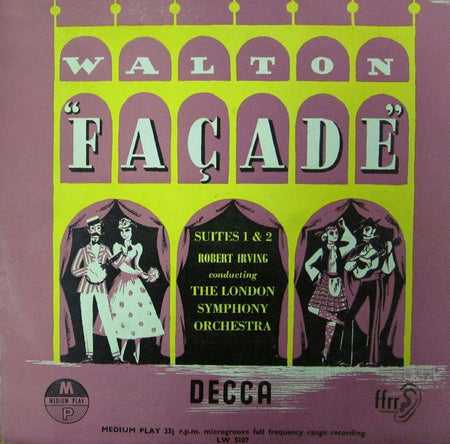 WALTON
"FAÇADE"
SUITES 1 & 2
ROBERT IRVING
conducting
THE LONDON
SYMPHONY
ORCHESTRA
M
MEDIUM PLAY
P
DECCA
ffrr
MEDIUM PLAY 33⅓ r.p.m. microgroove full frequency range recording
LW 5107